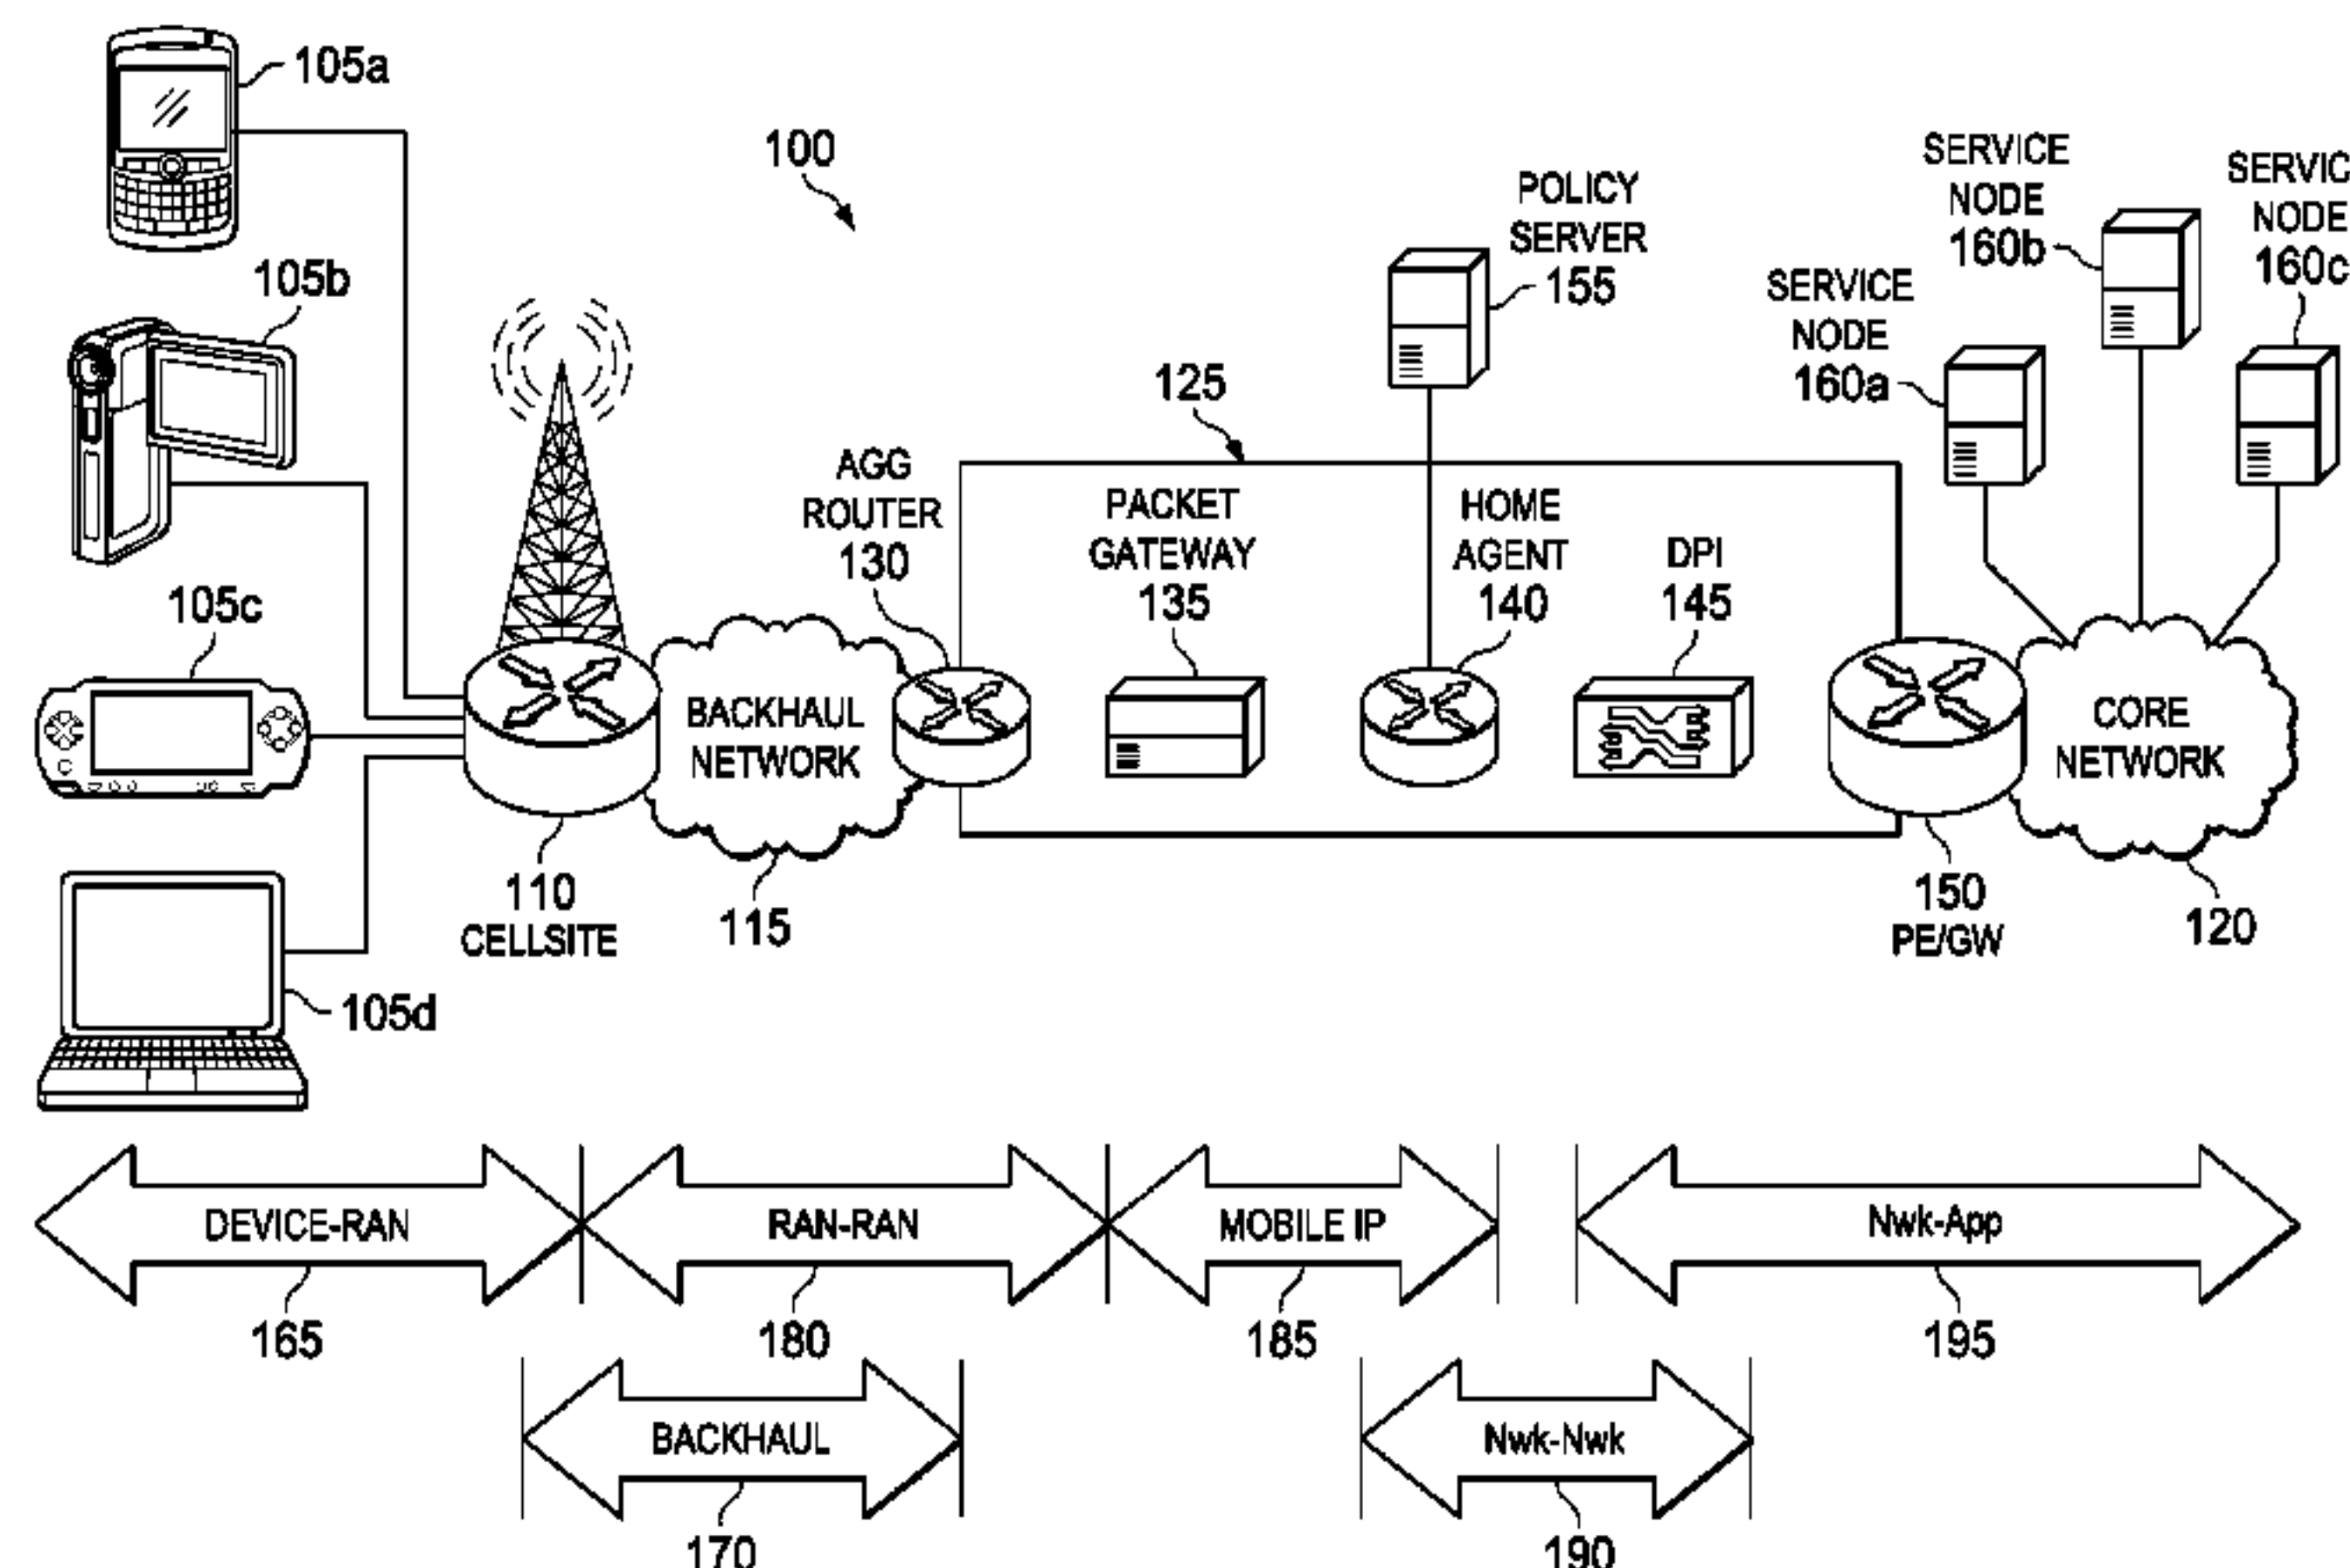 105a
100
SERVICE
NODE
160b
SERVIC
NODE
160c
POLICY
SERVER
155
105b
SERVICE
NODE
160a
125
AGG
ROUTER
130
PACKET
GATEWAY
135
HOME
AGENT
140
DPI
145
105c
BACKHAUL
NETWORK
CORE
NETWORK
110
CELLSITE
115
150
PE/GW
120
105d
DEVICE-RAN
RAN-RAN
MOBILE IP
Nwk-App
165
180
185
195
BACKHAUL
Nwk-Nwk
170
190